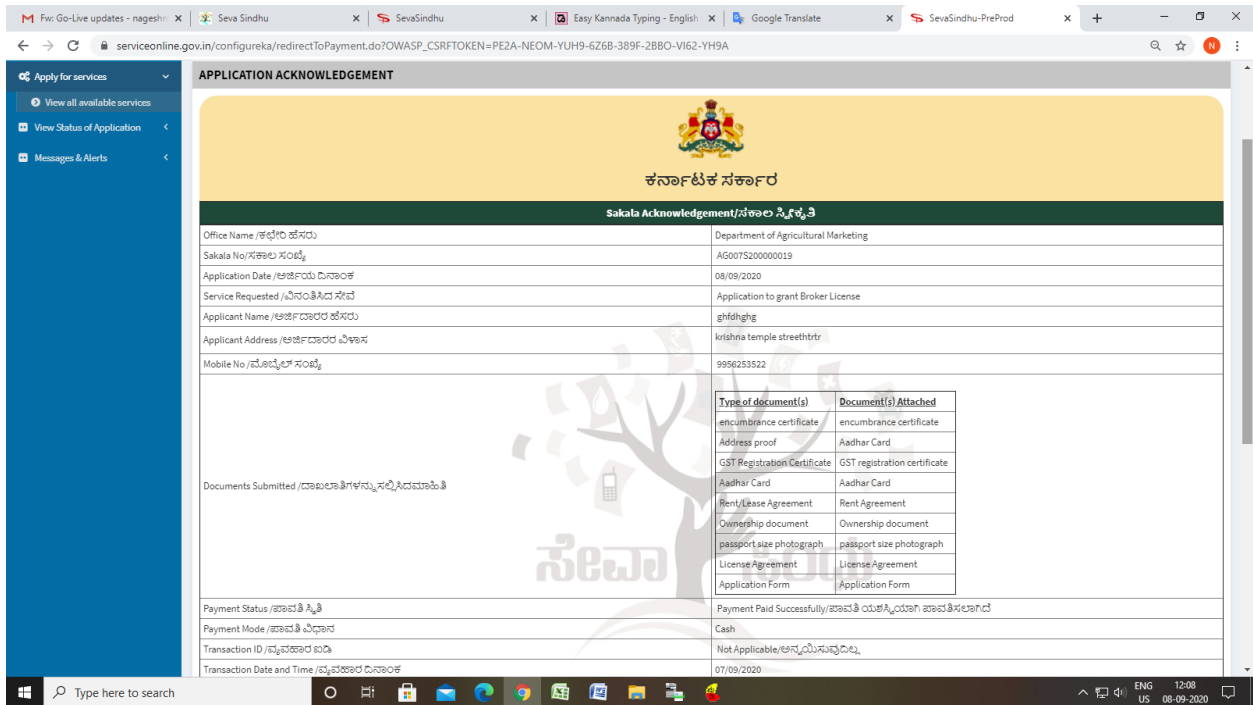 Fw: Go-Live updates - nageshn
Seva Sindhu
SevaSindhu
Easy Kannada Typing - English
Google Translate
SevaSindhu-PreProd
serviceonline.gov.in/configureka/redirectToPayment.do?OWASP_CSRFTOKEN=PE2A-NEOM-YUH9-6Z6B-389F-2BBO-VI62-YH9A
N
Apply for services
View all available services
View Status of Application
Messages & Alerts
APPLICATION ACKNOWLEDGEMENT
ಕರ್ನಾಟಕ ಸರ್ಕಾರ
Sakala Acknowledgement/ಸಕಾಲ ಸ್ವೀಕೃತಿ
Office Name /ಕಛೇರಿ ಹೆಸರು Department of Agricultural Marketing
Sakala No/ಸಕಾಲ ಸಂಖ್ಯೆ AG007S200000019
Application Date /ಅರ್ಜಿಯ ದಿನಾಂಕ 08/09/2020
Service Requested /ವಿನಂತಿಸಿದ ಸೇವೆ Application to grant Broker License
Applicant Name /ಅರ್ಜಿದಾರರ ಹೆಸರು ghfdhghg
Applicant Address /ಅರ್ಜಿದಾರರ ವಿಳಾಸ krishna temple streethtrtr
Mobile No /ಮೊಬೈಲ್ ಸಂಖ್ಯೆ 9956253522
Documents Submitted /ದಾಖಲಾತಿಗಳನ್ನು ಸಲ್ಲಿಸಿದಮಾಹಿತಿ
Type of document(s) Document(s) Attached
encumbrance certificate encumbrance certificate
Address proof Aadhar Card
GST Registration Certificate GST registration certificate
Aadhar Card Aadhar Card
Rent/Lease Agreement Rent Agreement
Ownership document Ownership document
passport size photograph passport size photograph
License Agreement License Agreement
Application Form Application Form
ಸೇವಾ ಸಿಂಧು
Payment Status /ಪಾವತಿ ಸ್ಥಿತಿ Payment Paid Successfully/ಪಾವತಿ ಯಶಸ್ವಿಯಾಗಿ ಪಾವತಿಸಲಾಗಿದೆ
Payment Mode /ಪಾವತಿ ವಿಧಾನ Cash
Transaction ID /ವ್ಯವಹಾರ ಐಡಿ Not Applicable/ಅನ್ವಯಿಸುವುದಿಲ್ಲ
Transaction Date and Time /ವ್ಯವಹಾರ ದಿನಾಂಕ 07/09/2020
Type here to search
ENG
US
12:08
08-09-2020